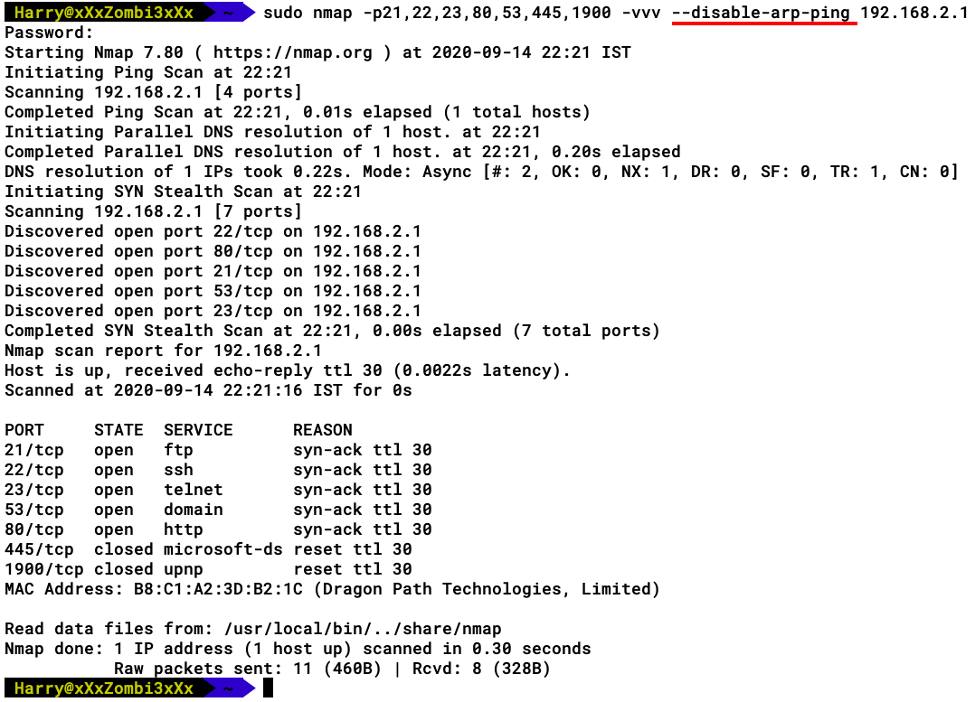 Harry@xXxZombi3xXx ~ sudo nmap -p21,22,23,80,53,445,1900 -vvv --disable-arp-ping 192.168.2.1
Password:
Starting Nmap 7.80 ( https://nmap.org ) at 2020-09-14 22:21 IST
Initiating Ping Scan at 22:21
Scanning 192.168.2.1 [4 ports]
Completed Ping Scan at 22:21, 0.01s elapsed (1 total hosts)
Initiating Parallel DNS resolution of 1 host. at 22:21
Completed Parallel DNS resolution of 1 host. at 22:21, 0.20s elapsed
DNS resolution of 1 IPs took 0.22s. Mode: Async [#: 2, OK: 0, NX: 1, DR: 0, SF: 0, TR: 1, CN: 0]
Initiating SYN Stealth Scan at 22:21
Scanning 192.168.2.1 [7 ports]
Discovered open port 22/tcp on 192.168.2.1
Discovered open port 80/tcp on 192.168.2.1
Discovered open port 21/tcp on 192.168.2.1
Discovered open port 53/tcp on 192.168.2.1
Discovered open port 23/tcp on 192.168.2.1
Completed SYN Stealth Scan at 22:21, 0.00s elapsed (7 total ports)
Nmap scan report for 192.168.2.1
Host is up, received echo-reply ttl 30 (0.0022s latency).
Scanned at 2020-09-14 22:21:16 IST for 0s
PORT STATE SERVICE REASON
21/tcp open ftp syn-ack ttl 30
22/tcp open ssh syn-ack ttl 30
23/tcp open telnet syn-ack ttl 30
53/tcp open domain syn-ack ttl 30
80/tcp open http syn-ack ttl 30
445/tcp closed microsoft-ds reset ttl 30
1900/tcp closed upnp reset ttl 30
MAC Address: B8:C1:A2:3D:B2:1C (Dragon Path Technologies, Limited)
Read data files from: /usr/local/bin/../share/nmap
Nmap done: 1 IP address (1 host up) scanned in 0.30 seconds
Raw packets sent: 11 (460B) | Rcvd: 8 (328B)
Harry@xXxZombi3xXx ~